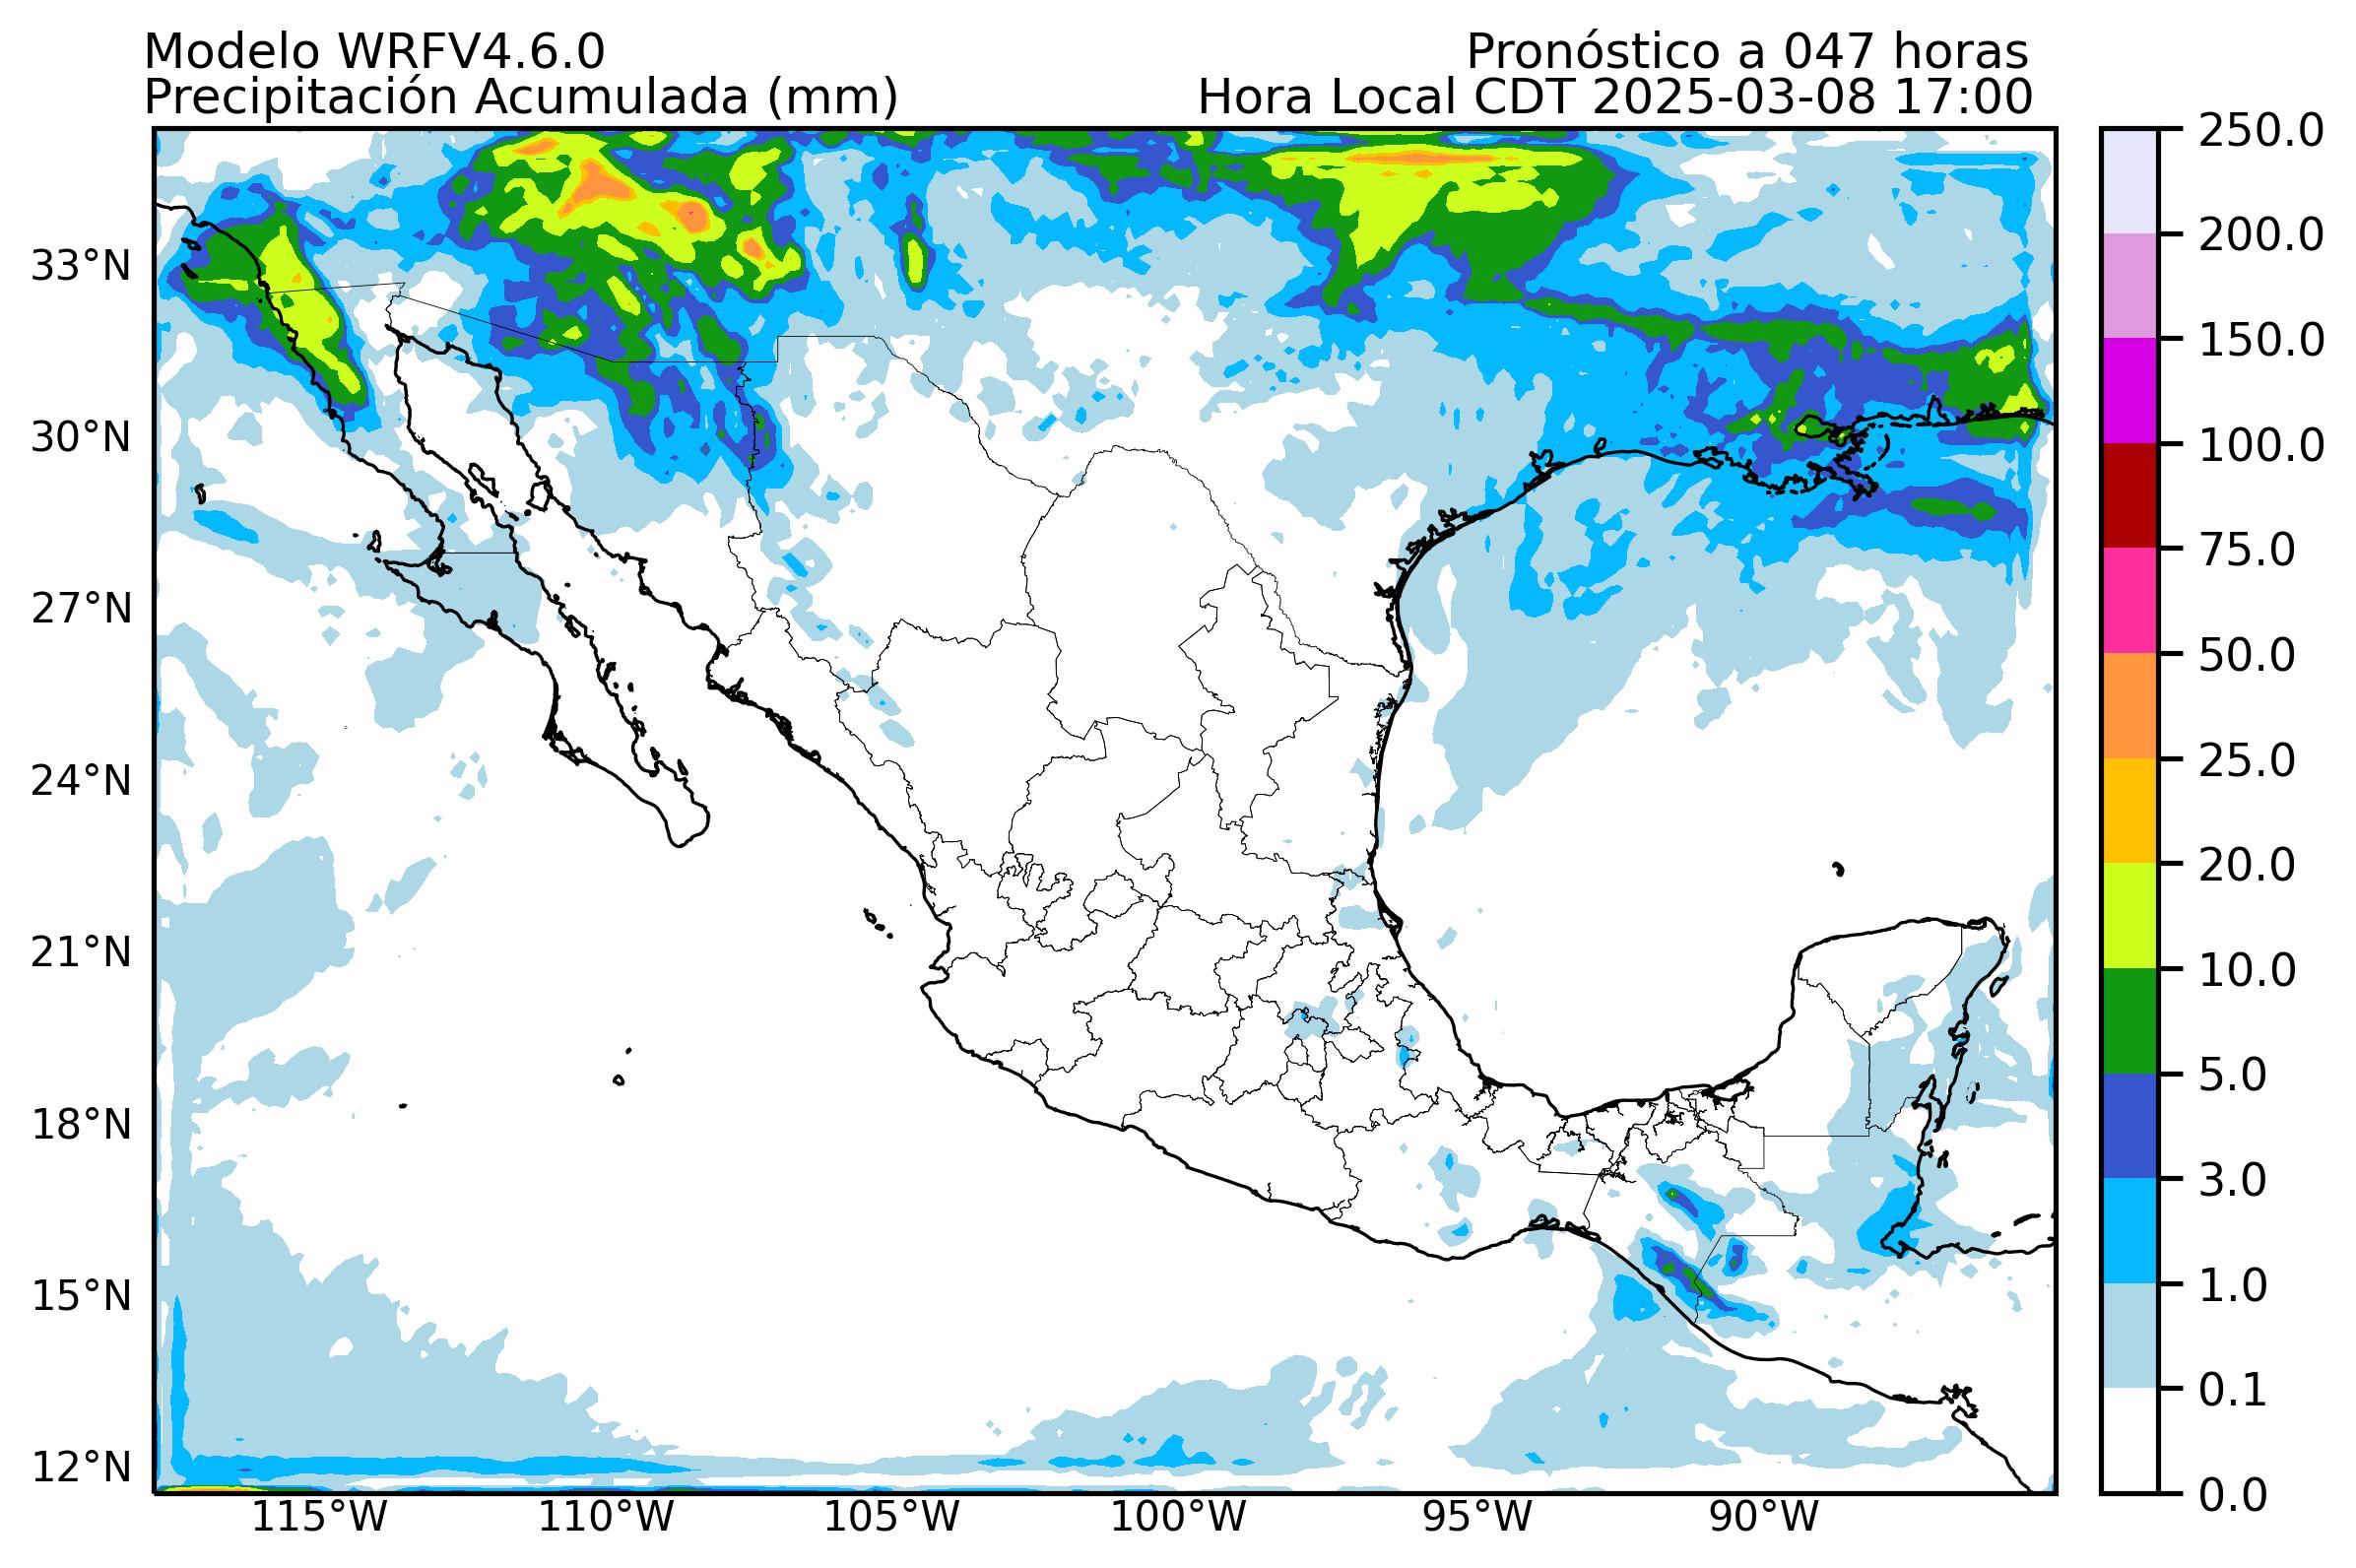 Modelo WRFV4.6.0
Pronóstico a 047 horas
Precipitación Acumulada (mm)
Hora Local CDT 2025-03-08 17:00
33°N
30°N
27°N
24°N
21°N
18°N
15°N
12°N
115°W
110°W
105°W
100°W
95°W
90°W
250.0
200.0
150.0
100.0
75.0
50.0
25.0
20.0
10.0
5.0
3.0
1.0
0.1
0.0